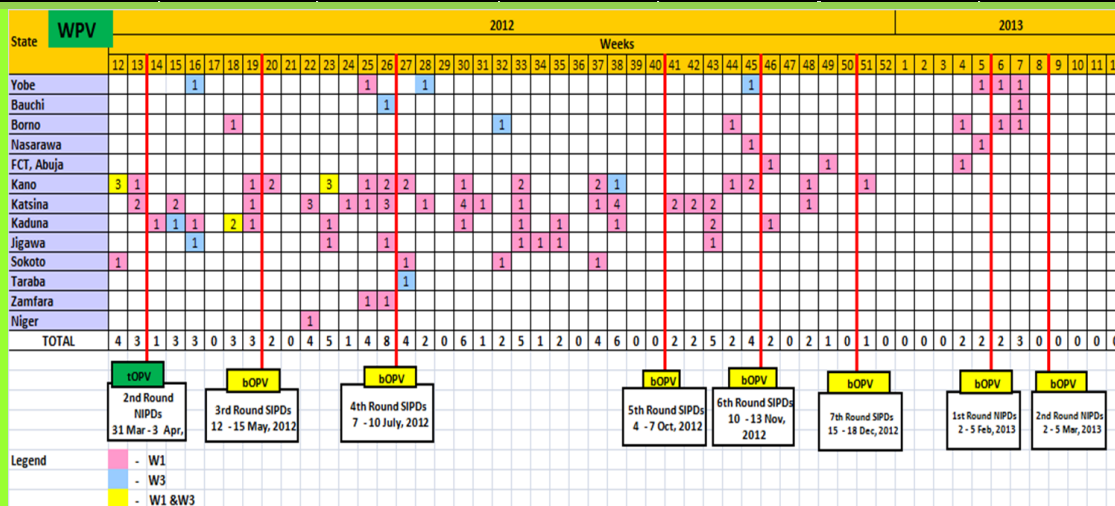 WPV
2012 2013
State
Weeks
12 13 14 15 16 17 18 19 20 21 22 23 24 25 26 27 28 29 30 31 32 33 34 35 36 37 38 39 40 41 42 43 44 45 46 47 48 49 50 51 52 1 2 3 4 5 6 7 8 9 10 11
Yobe 1 1 1 1 1 1 1
Bauchi 1 1
Borno 1 1 1 1 1 1
Nasarawa 1 1
FCT, Abuja 1 1 1
Kano 3 1 1 2 3 1 2 2 1 2 2 1 1 2 1 1
Katsina 2 2 1 3 1 1 3 1 4 1 1 1 4 2 2 2 1
Kaduna 1 1 1 2 1 1 1 1 1 1 2 1
Jigawa 1 1 1 1 1 1 1
Sokoto 1 1 1 1
Taraba 1
Zamfara 1 1
Niger 1
TOTAL 4 3 1 3 3 0 3 3 2 0 4 5 1 4 8 4 2 0 6 1 2 5 1 2 0 4 6 0 0 2 2 4 2 4 2 0 2 1 0 1 0 0 0 0 2 2 2 3 0 0 0 0
tOPV
2nd Round
NIPDs
31 Mar -3 Apr,
bOPV
3rd Round SIPDs
12 -15 May, 2012
bOPV
4th Round SIPDs
7 -10 July, 2012
bOPV
5th Round SIPDs
4 -7 Oct, 2012
bOPV
6th Round SIPDs
10 -13 Nov,
2012
bOPV
7th Round SIPDs
15 -18 Dec, 2012
bOPV
1st Round NIPDs
2 -5 Feb, 2013
bOPV
2nd Round NIPDs
2 -5 Mar, 2013
Legend - W1
- W3
- W1 &W3